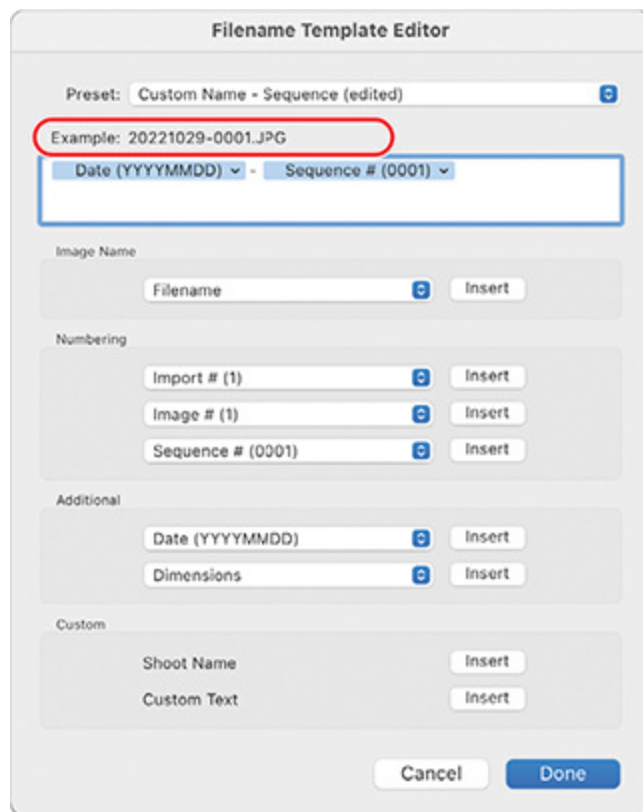 Filename Template Editor
Preset: Custom Name - Sequence (edited)
Example: 20221029-0001.JPG
Date (YYYYMMDD) - Sequence # (0001)
Image Name
Filename Insert
Numbering
Import # (1) Insert
Image # (1) Insert
Sequence # (0001) Insert
Additional
Date (YYYYMMDD) Insert
Dimensions Insert
Custom
Shoot Name Insert
Custom Text Insert
Cancel Done